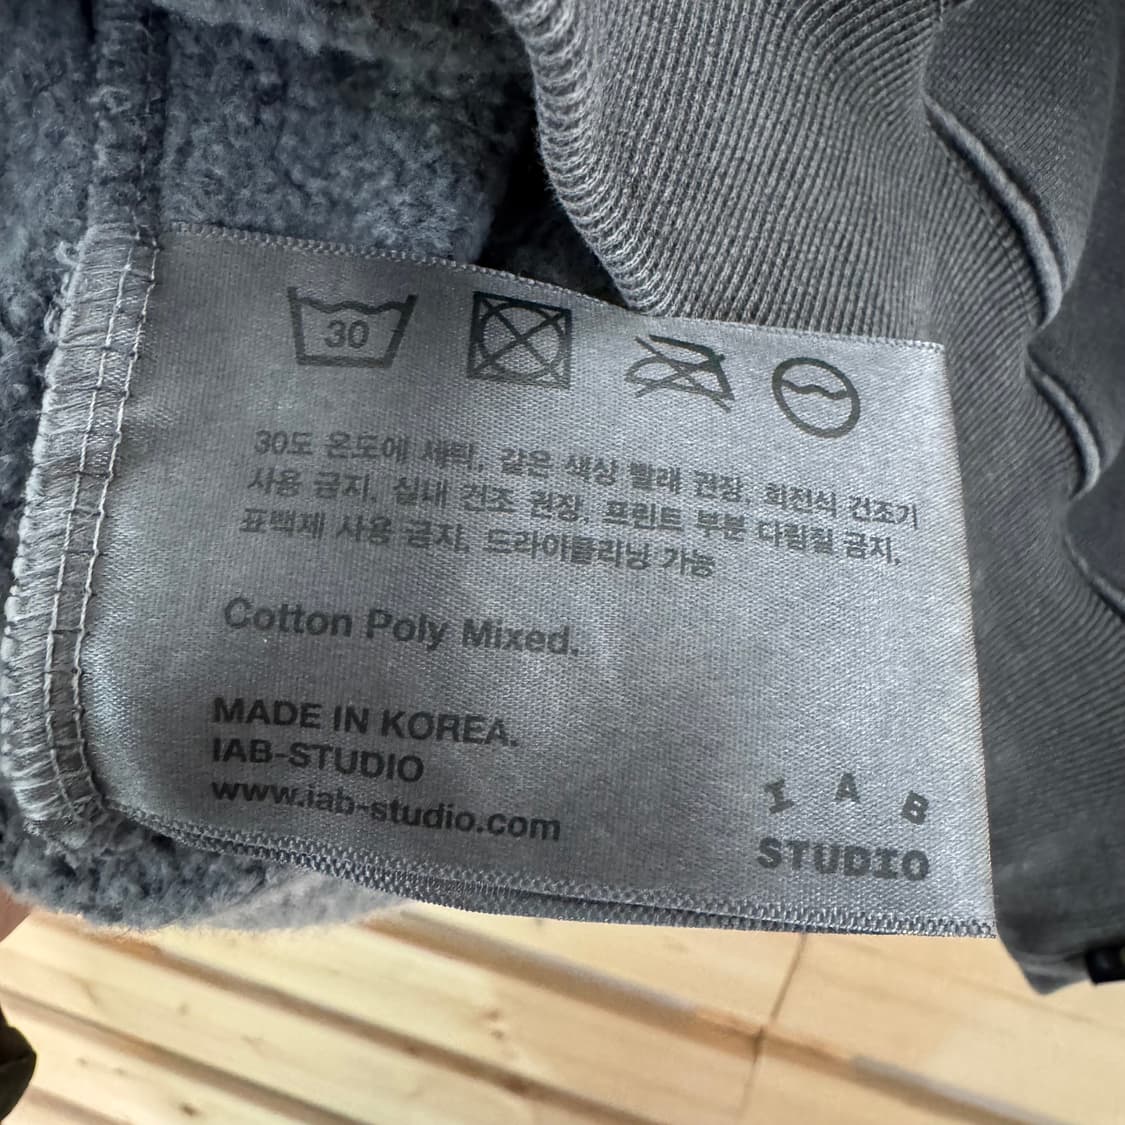 30
30도 온도에 세탁, 같은 색상 빨래 권장, 회전식 건조기
사용 금지, 실내 건조 권장, 프린트 부분 다림질 금지,
표백제 사용 금지, 드라이클리닝 가능
Cotton Poly Mixed.
MADE IN KOREA.
IAB-STUDIO
www.iab-studio.com
I A B
STUDIO